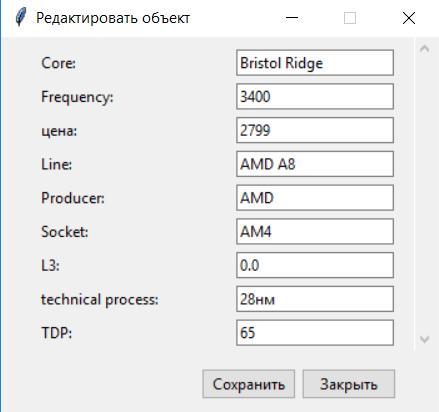 Редактировать объект
Core: Bristol Ridge
Frequency: 3400
цена: 2799
Line: AMD A8
Producer: AMD
Socket: AM4
L3: 0.0
technical process: 28нм
TDP: 65
Сохранить Закрыть